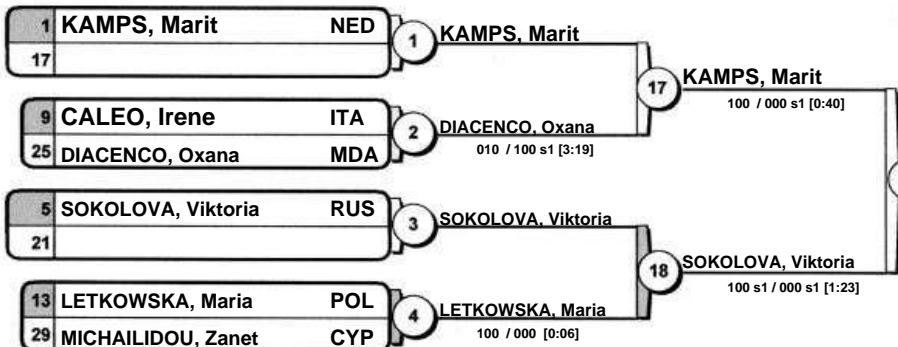 1 KAMPS, Marit NED
17
1 KAMPS, Marit
9 CALEO, Irene ITA
25 DIACENCO, Oxana MDA
2 DIACENCO, Oxana
010 / 100 s1 [3:19]
17 KAMPS, Marit
100 / 000 s1 [0:40]
5 SOKOLOVA, Viktoria RUS
21
3 SOKOLOVA, Viktoria
13 LETKOWSKA, Maria POL
29 MICHAILIDOU, Zanet CYP
4 LETKOWSKA, Maria
100 / 000 [0:06]
18 SOKOLOVA, Viktoria
100 s1 / 000 s1 [1:23]